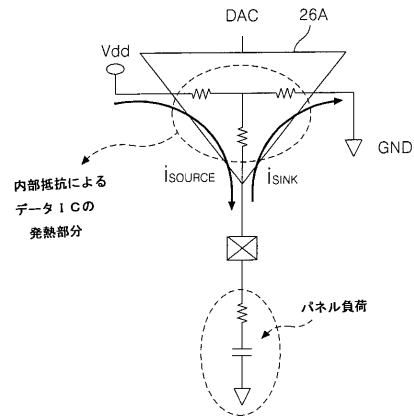 DAC
26A
Vdd
GND
iSOURCE
iSINK
内部抵抗による
データICの
発熱部分
パネル負荷